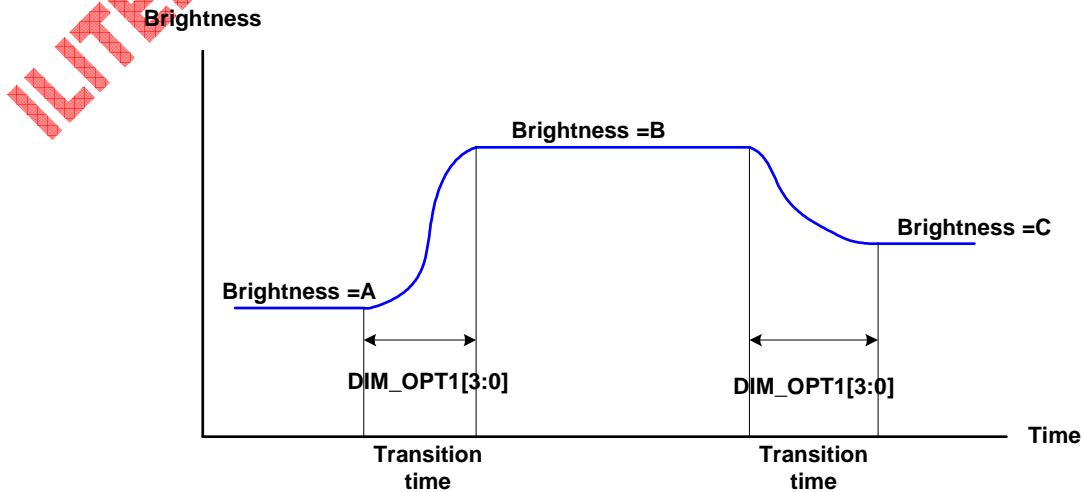 Brightness
Brightness =B
Brightness =C
Brightness =A
DIM_OPT1[3:0]
DIM_OPT1[3:0]
Time
Transition
time
Transition
time